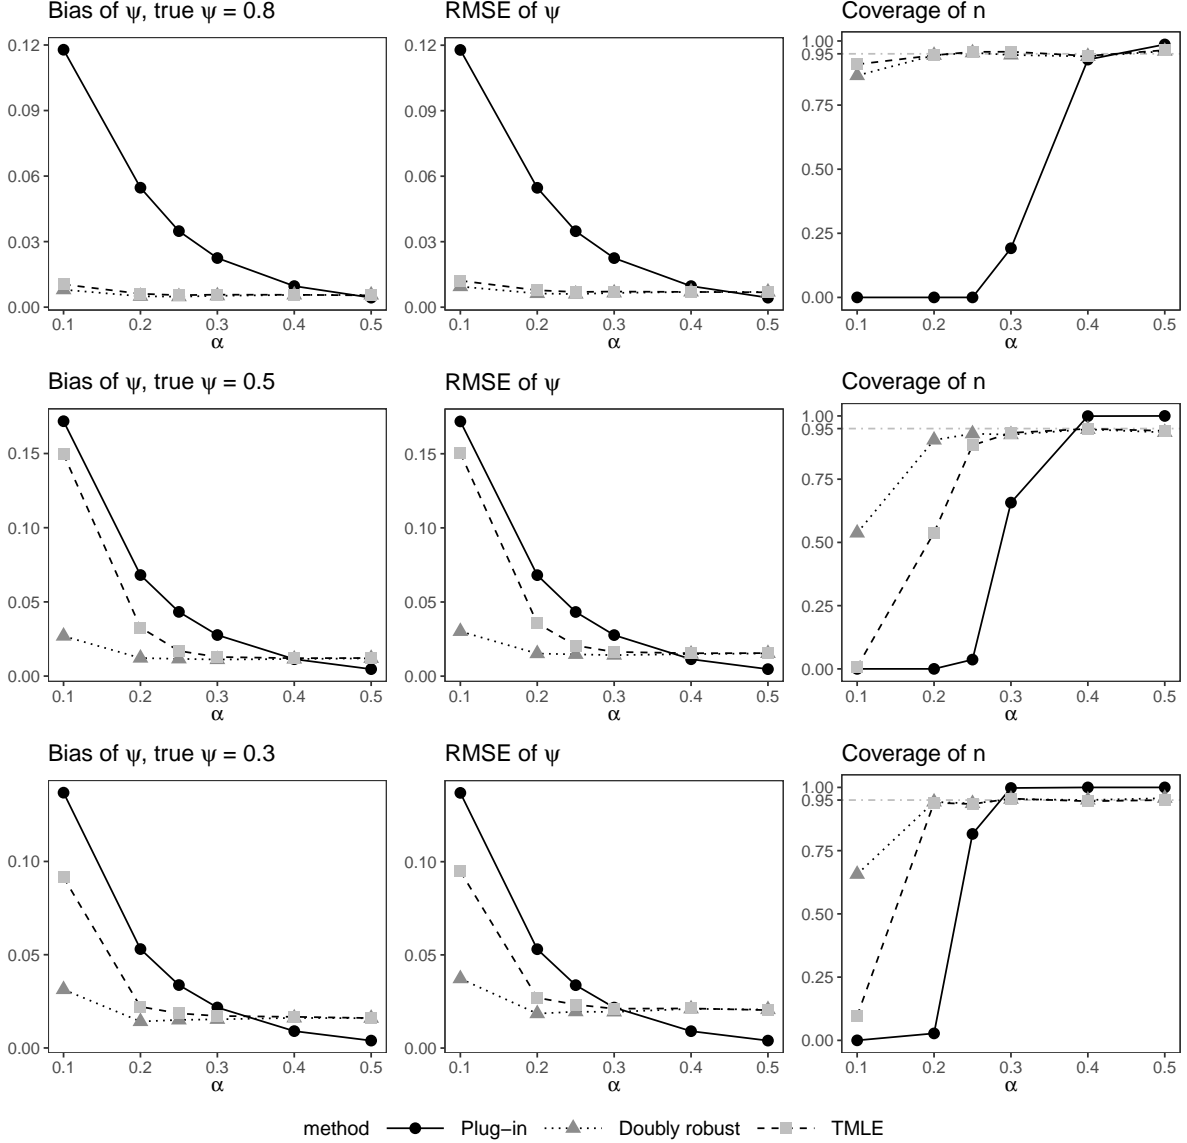 Bias of ψ, true ψ = 0.8
0.12
0.09
0.06
0.03
0.00
0.1 0.2 0.3 0.4 0.5
α
RMSE of ψ
0.12
0.09
0.06
0.03
0.00
0.1 0.2 0.3 0.4 0.5
α
Coverage of n
1.00
0.95
0.75
0.50
0.25
0.00
0.1 0.2 0.3 0.4 0.5
α
Bias of ψ, true ψ = 0.5
0.15
0.10
0.05
0.00
0.1 0.2 0.3 0.4 0.5
α
RMSE of ψ
0.15
0.10
0.05
0.00
0.1 0.2 0.3 0.4 0.5
α
Coverage of n
1.00
0.95
0.75
0.50
0.25
0.00
0.1 0.2 0.3 0.4 0.5
α
Bias of ψ, true ψ = 0.3
0.10
0.05
0.00
0.1 0.2 0.3 0.4 0.5
α
RMSE of ψ
0.10
0.05
0.00
0.1 0.2 0.3 0.4 0.5
α
Coverage of n
1.00
0.95
0.75
0.50
0.25
0.00
0.1 0.2 0.3 0.4 0.5
α
method Plug−in Doubly robust TMLE